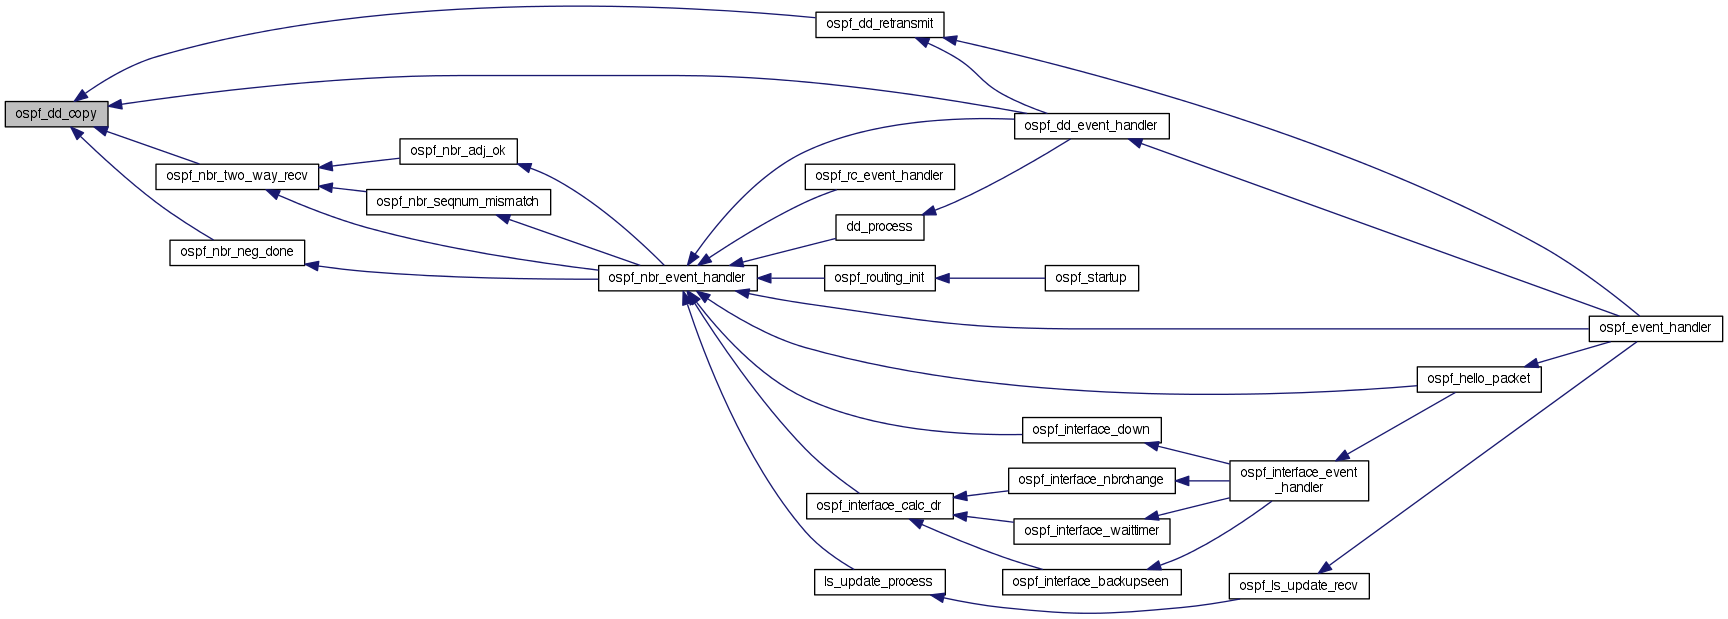 ospf_dd_retransmit
ospf_dd_copy
ospf_dd_event_handler
ospf_nbr_adj_ok
ospf_nbr_two_way_recv
ospf_rc_event_handler
ospf_nbr_seqnum_mismatch
dd_process
ospf_nbr_neg_done
ospf_nbr_event_handler
ospf_routing_init
ospf_startup
ospf_event_handler
ospf_hello_packet
ospf_interface_down
ospf_interface_event
_handler
ospf_interface_nbrchange
ospf_interface_calc_dr
ospf_interface_waittimer
ls_update_process
ospf_interface_backupseen
ospf_ls_update_recv